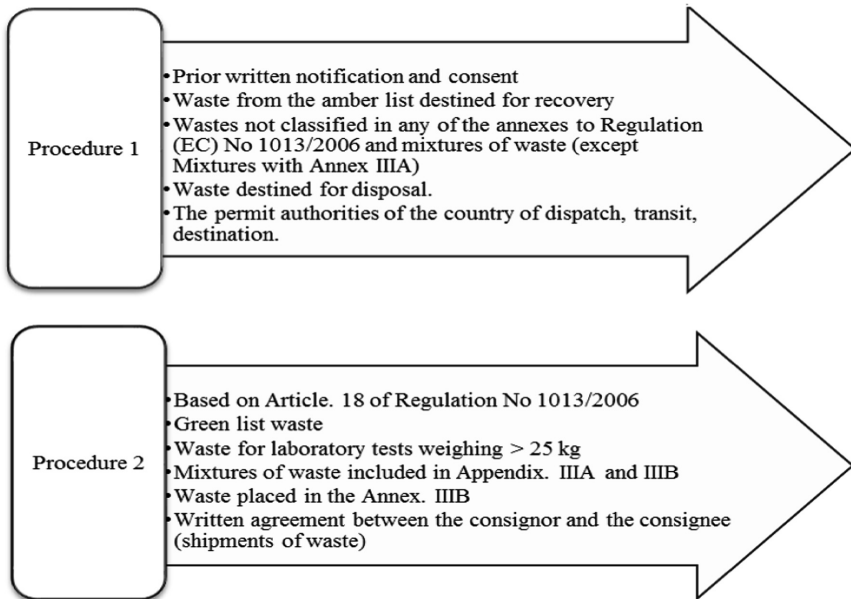 Procedure 1
•Prior written notification and consent
•Waste from the amber list destined for recovery
•Wastes not classified in any of the annexes to Regulation
(EC) No 1013/2006 and mixtures of waste (except
Mixtures with Annex IIIA)
•Waste destined for disposal.
•The permit authorities of the country of dispatch, transit,
destination.
Procedure 2
•Based on Article. 18 of Regulation No 1013/2006
•Green list waste
•Waste for laboratory tests weighing > 25 kg
•Mixtures of waste included in Appendix. IIIA and IIIB
•Waste placed in the Annex. IIIB
•Written agreement between the consignor and the consignee
(shipments of waste)